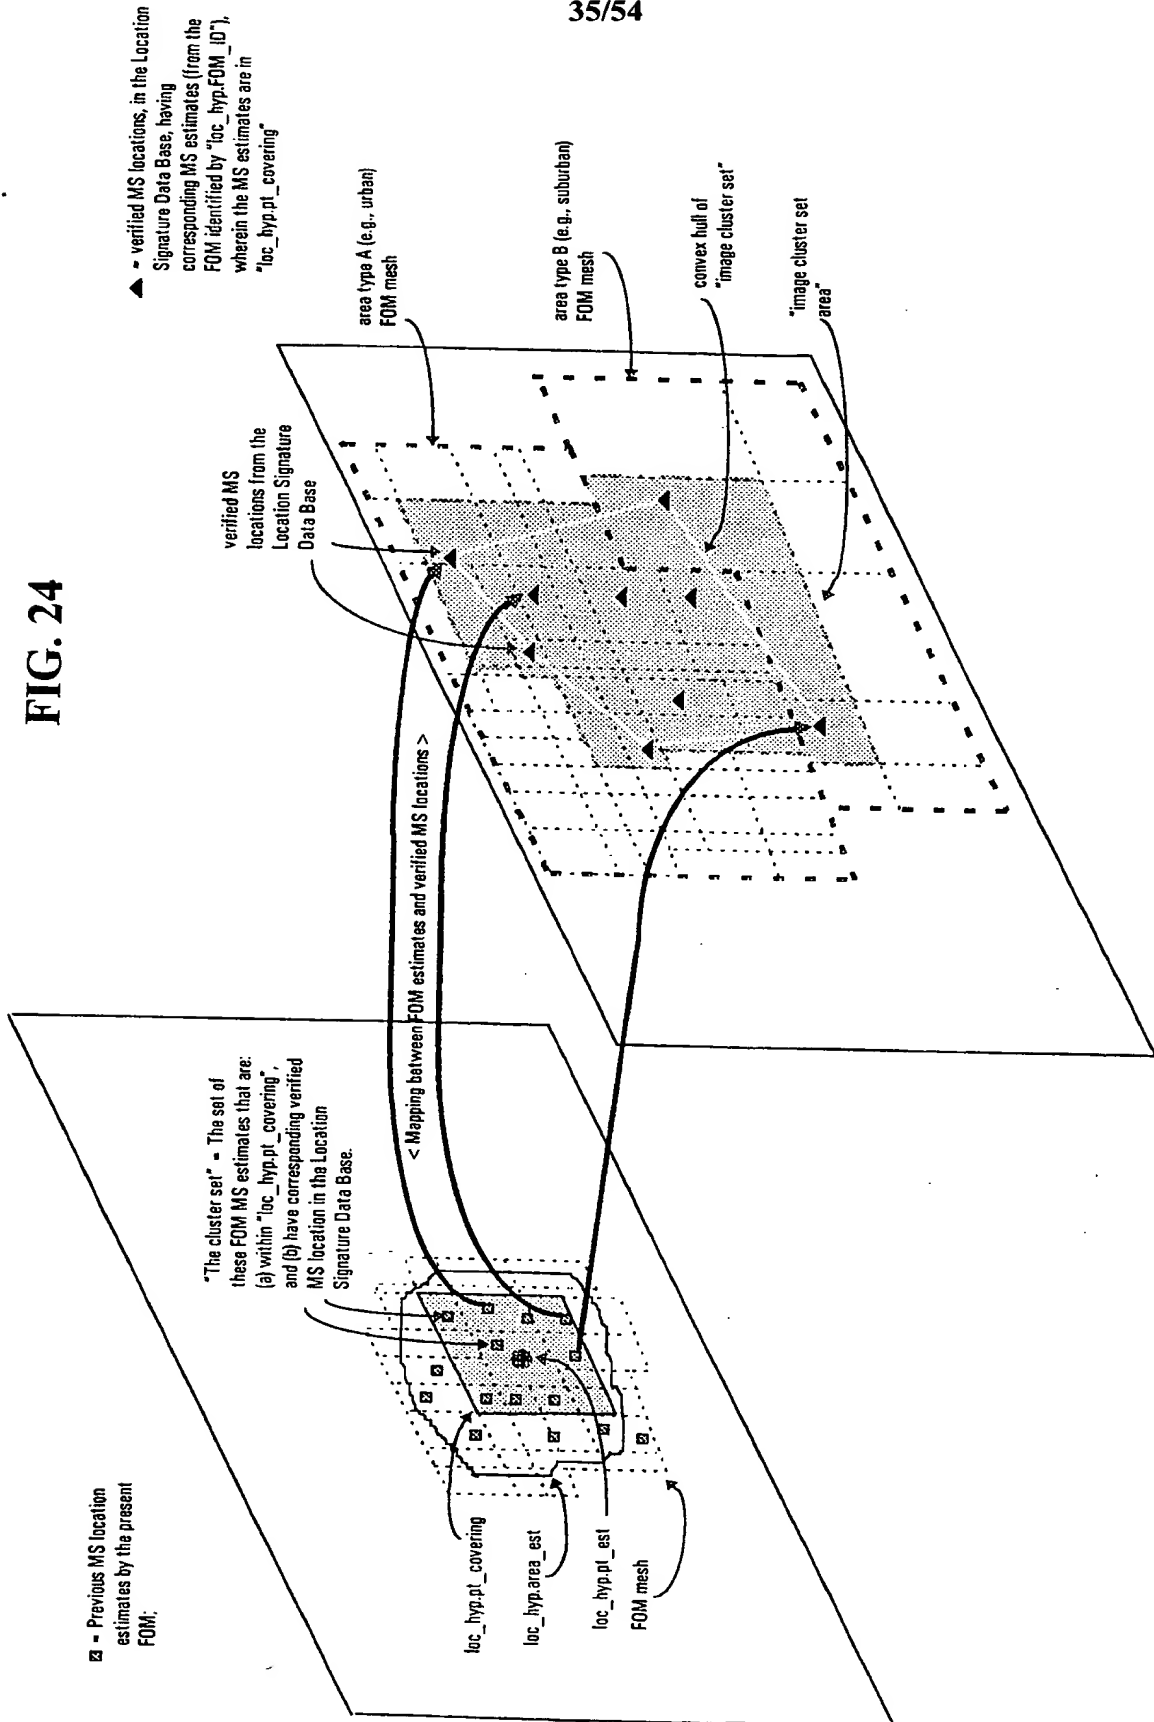 35/54
FIG. 24
▲ = verified MS locations, in the Location
Signature Data Base, having
corresponding MS estimates (from the
FOM identified by "loc_hyp.FOM_ID"),
wherein the MS estimates are in
"loc_hyp.pt_covering"
area type A (e.g., urban)
FOM mesh
area type B (e.g., suburban)
FOM mesh
convex hull of
"image cluster set"
"image cluster set
area"
verified MS
locations from the
Location Signature
Data Base
< Mapping between FOM estimates and verified MS locations >
"The cluster set" = The set of
these FOM MS estimates that are:
(a) within "loc_hyp.pt_covering",
and (b) have corresponding verified
MS location in the Location
Signature Data Base.
⊠ = Previous MS location
estimates by the present
FOM;
loc_hyp.pt_covering
loc_hyp.area_est
loc_hyp.pt_est
FOM mesh